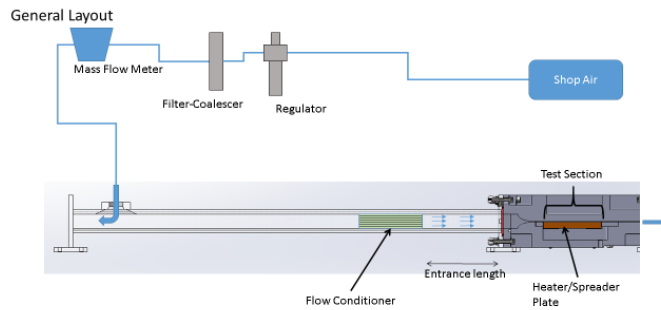 General Layout
Mass Flow Meter
Filter-Coalescer
Regulator
Shop Air
Test Section
Entrance length
Flow Conditioner
Heater/Spreader
Plate